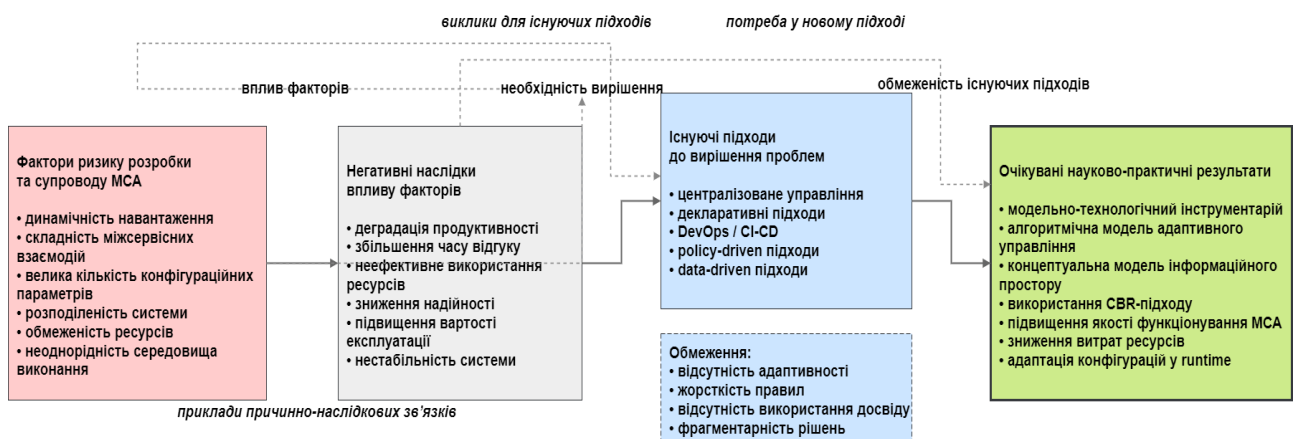 виклики для існуючих підходів
потреба у новому підході
вплив факторів
необхідність вирішення
обмеженість існуючих підходів
Фактори ризику розробки
та супроводу МСА
• динамічність навантаження
• складність міжсервісних
взаємодій
• велика кількість конфігураційних
параметрів
• розподіленість системи
• обмеженість ресурсів
• неоднорідність середовища
виконання
Негативні наслідки
впливу факторів
• деградація продуктивності
• збільшення часу відгуку
• неефективне використання
ресурсів
• зниження надійності
• підвищення вартості
експлуатації
• нестабільність системи
Існуючі підходи
до вирішення проблем
• централізоване управління
• декларативні підходи
• DevOps / CI-CD
• policy-driven підходи
• data-driven підходи
Обмеження:
• відсутність адаптивності
• жорсткість правил
• відсутність використання досвіду
• фрагментарність рішень
Очікувані науково-практичні результати
• модельно-технологічний інструментарій
• алгоритмічна модель адаптивного
управління
• концептуальна модель інформаційного
простору
• використання CBR-підходу
• підвищення якості функціонування МСА
• зниження витрат ресурсів
• адаптація конфігурацій у runtime
приклади причинно-наслідкових зв’язків